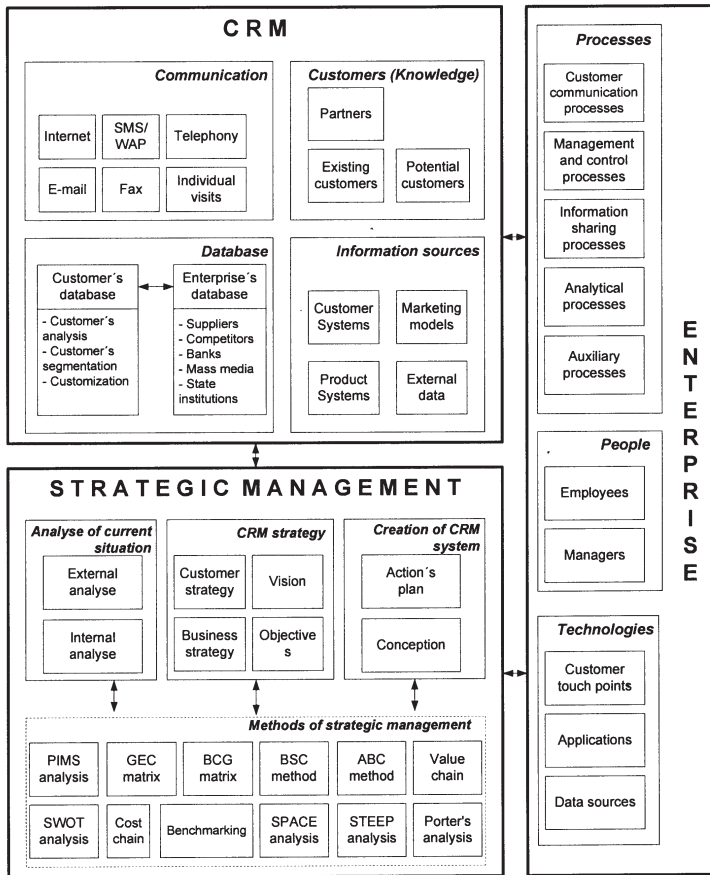 CRM
Communication
Internet
SMS/
WAP
Telephony
E-mail
Fax
Individual
visits
Customers (Knowledge)
Partners
Existing
customers
Potential
customers
Database
Customer´s
database
- Customer´s
analysis
- Customer´s
segmentation
- Customization
Enterprise´s
database
- Suppliers
- Competitors
- Banks
- Mass media
- State
institutions
Information sources
Customer
Systems
Marketing
models
Product
Systems
External
data
STRATEGIC MANAGEMENT
Analyse of current
situation
External
analyse
Internal
analyse
CRM strategy
Customer
strategy
Vision
Business
strategy
Objective
s
Creation of CRM
system
Action´s
plan
Conception
Methods of strategic management
PIMS
analysis
GEC
matrix
BCG
matrix
BSC
method
ABC
method
Value
chain
SWOT
analysis
Cost
chain
Benchmarking
SPACE
analysis
STEEP
analysis
Porter's
analysis
ENTERPRISE
Processes
Customer
communication
processes
Management
and control
processes
Information
sharing
processes
Analytical
processes
Auxiliary
processes
People
Employees
Managers
Technologies
Customer
touch points
Applications
Data sources